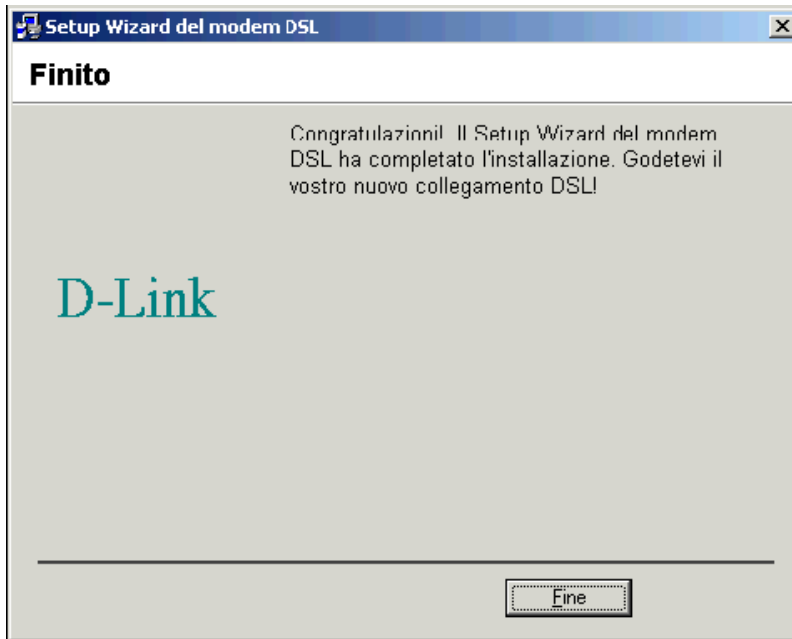 Setup Wizard del modem DSL
Finito
Congratulazioni! Il Setup Wizard del modem
DSL ha completato l'installazione. Godetevi il
vostro nuovo collegamento DSL!
D-Link
Fine